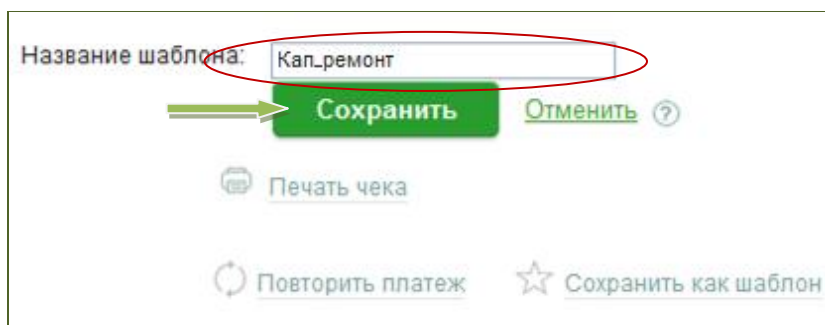 Название шаблона: Кап_ремонт
Сохранить Отменить ?
Печать чека
Повторить платеж Сохранить как шаблон